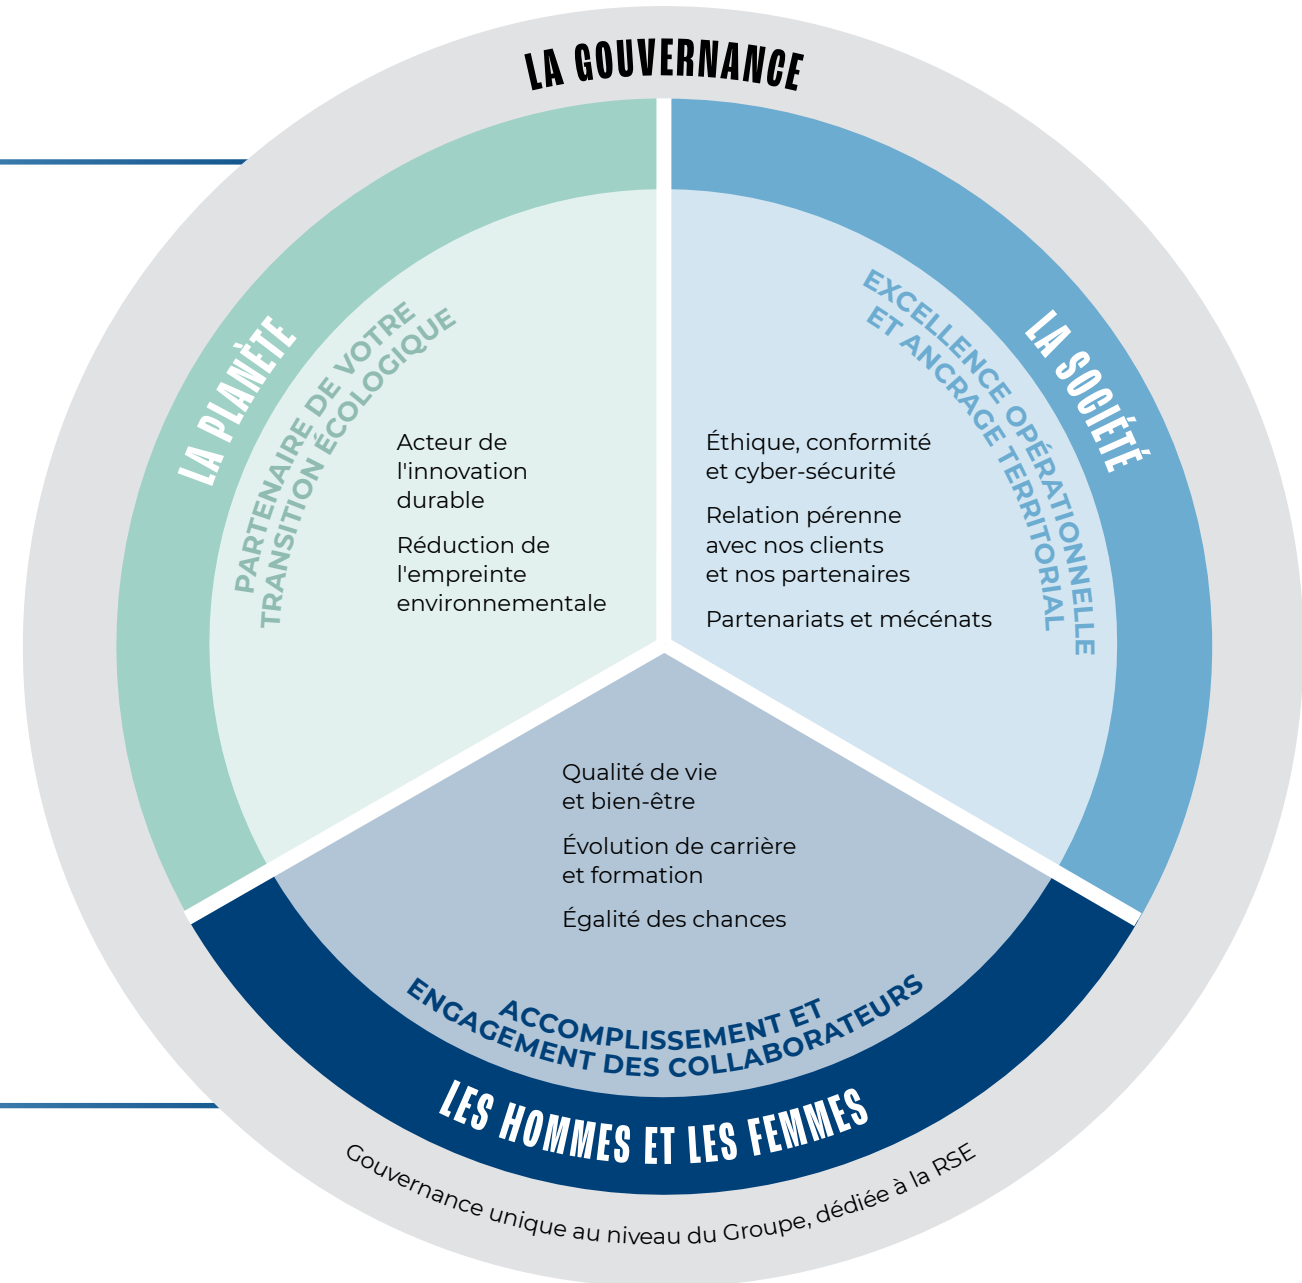 LA GOUVERNANCE
LA PLANÈTE
PARTENAIRE DE VOTRE
TRANSITION ÉCOLOGIQUE
Acteur de
l'innovation
durable
Réduction de
l'empreinte
environnementale
LA SOCIÉTÉ
EXCELLENCE OPÉRATIONNELLE
ET ANCRAGE TERRITORIAL
Éthique, conformité
et cyber-sécurité
Relation pérenne
avec nos clients
et nos partenaires
Partenariats et mécénats
Qualité de vie
et bien-être
Évolution de carrière
et formation
Égalité des chances
ACCOMPLISSEMENT ET
ENGAGEMENT DES COLLABORATEURS
LES HOMMES ET LES FEMMES
Gouvernance unique au niveau du Groupe, dédiée à la RSE